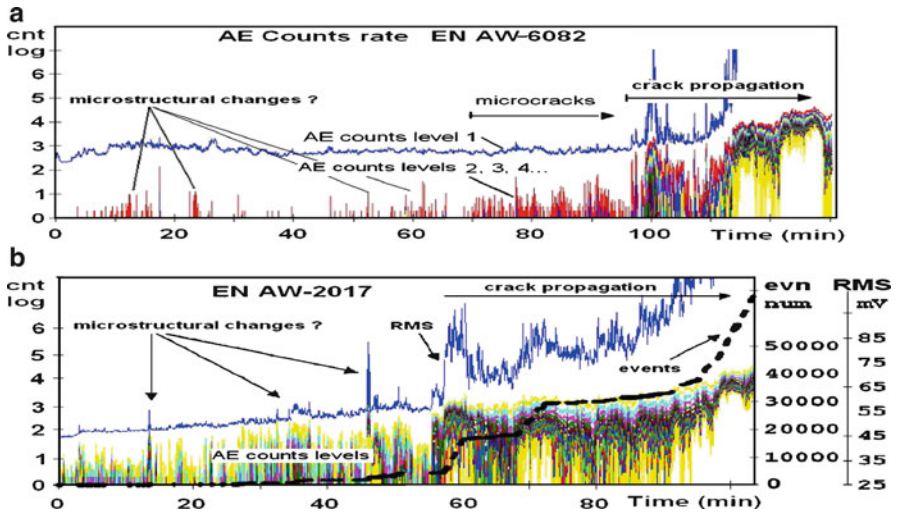 a
cnt
log
AE Counts rate EN AW-6082
6
5
4
3
2
1
0
microstructural changes ?
microcracks
crack propagation
AE counts level 1
AE counts levels 2, 3, 4...
0 20 40 60 80 100 Time (min)
b
cnt
log
EN AW-2017
crack propagation
evn
num
RMS
mV
microstructural changes ?
RMS
events
AE counts levels
6
5
4
3
2
1
0
50000
40000
30000
20000
10000
0
85
75
65
55
45
35
25
0 20 40 60 80 Time (min)